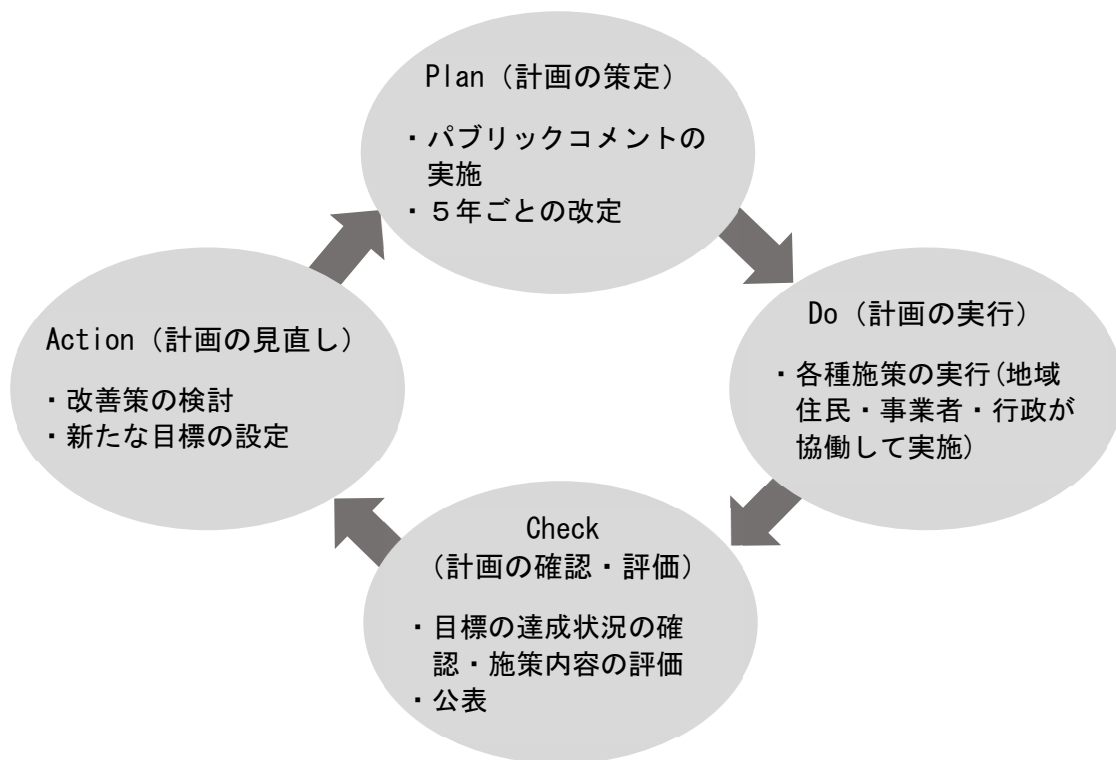 Plan（計画の策定）
・パブリックコメントの
実施
・５年ごとの改定
Do（計画の実行）
・各種施策の実行(地域
住民・事業者・行政が
協働して実施)
Check
（計画の確認・評価）
・目標の達成状況の確
認・施策内容の評価
・公表
Action（計画の見直し）
・改善策の検討
・新たな目標の設定